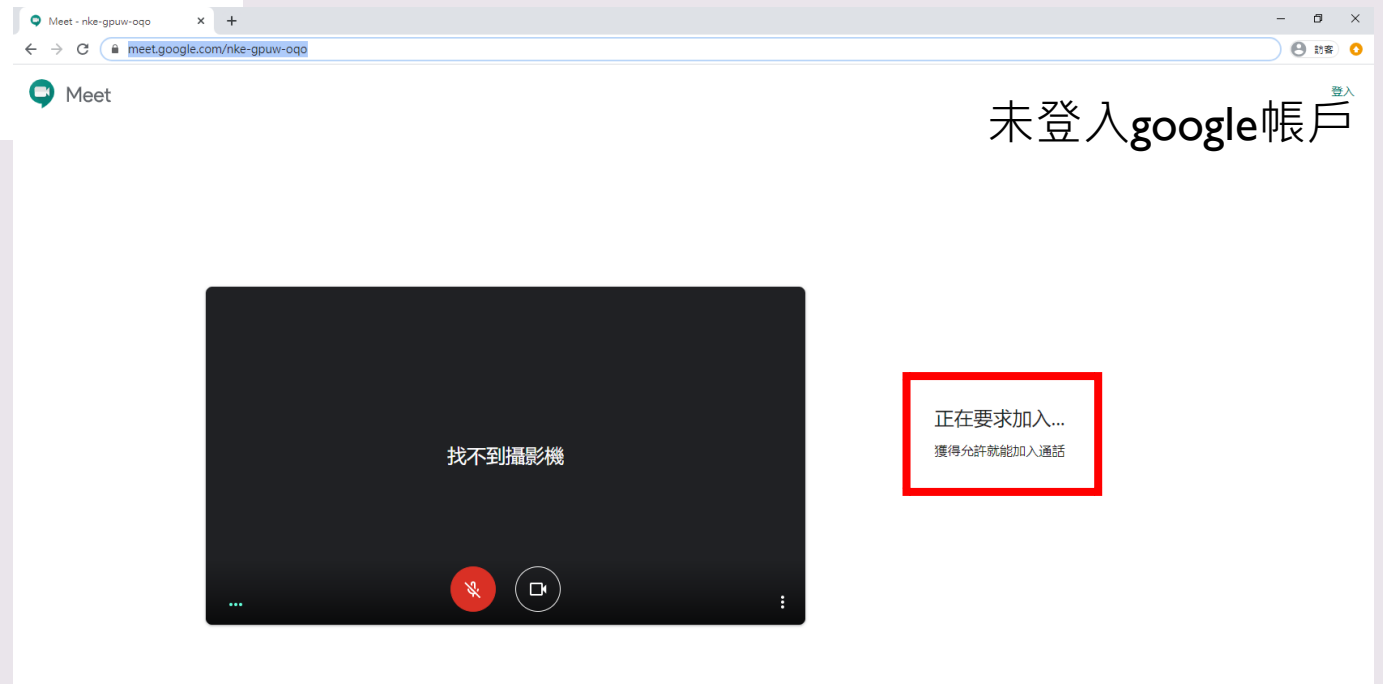 Meet - nke-gpuw-oqo
meet.google.com/nke-gpuw-oqo
訪客
Meet
登入
未登入google帳戶
找不到攝影機
正在要求加入...
獲得允許就能加入通話